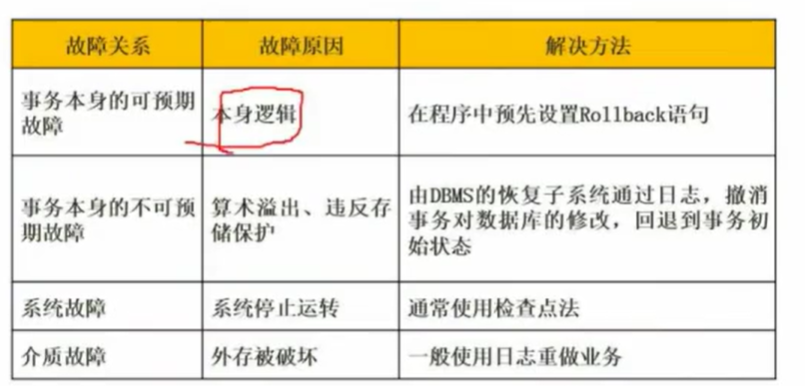 故障关系 故障原因 解决方法
事务本身的可预期 本身逻辑 在程序中预先设置Rollback语句
故障
事务本身的不可预 算术溢出、违反存 由DBMS的恢复子系统通过日志，撤消
期故障 储保护 事务对数据库的修改，回退到事务初
始状态
系统故障 系统停止运转 通常使用检查点法
介质故障 外存被破坏 一般使用日志重做业务